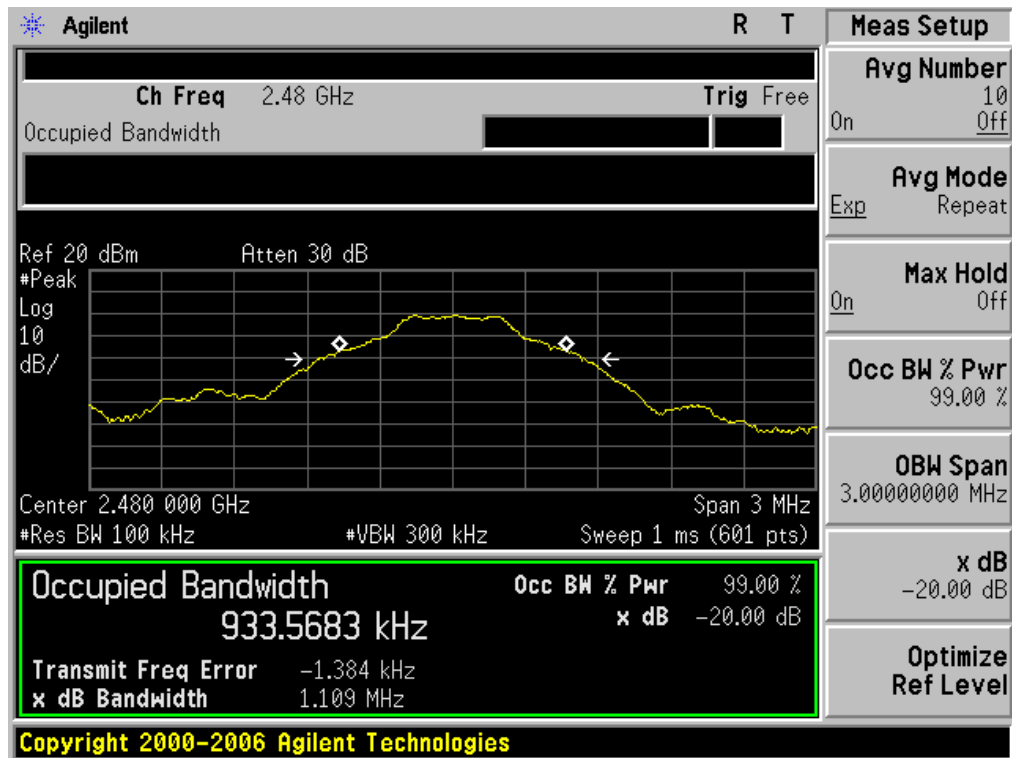 Agilent R T
Ch Freq 2.48 GHz Trig Free
Occupied Bandwidth
Ref 20 dBm Atten 30 dB
#Peak
Log
10
dB/
Center 2.480 000 GHz Span 3 MHz
#Res BW 100 kHz #VBW 300 kHz Sweep 1 ms (601 pts)
Occupied Bandwidth Occ BW % Pwr 99.00 %
933.5683 kHz x dB -20.00 dB
Transmit Freq Error -1.384 kHz
x dB Bandwidth 1.109 MHz
Copyright 2000-2006 Agilent Technologies
Meas Setup
Avg Number
10
On Off
Avg Mode
Exp Repeat
Max Hold
On Off
Occ BW % Pwr
99.00 %
OBW Span
3.00000000 MHz
x dB
-20.00 dB
Optimize
Ref Level